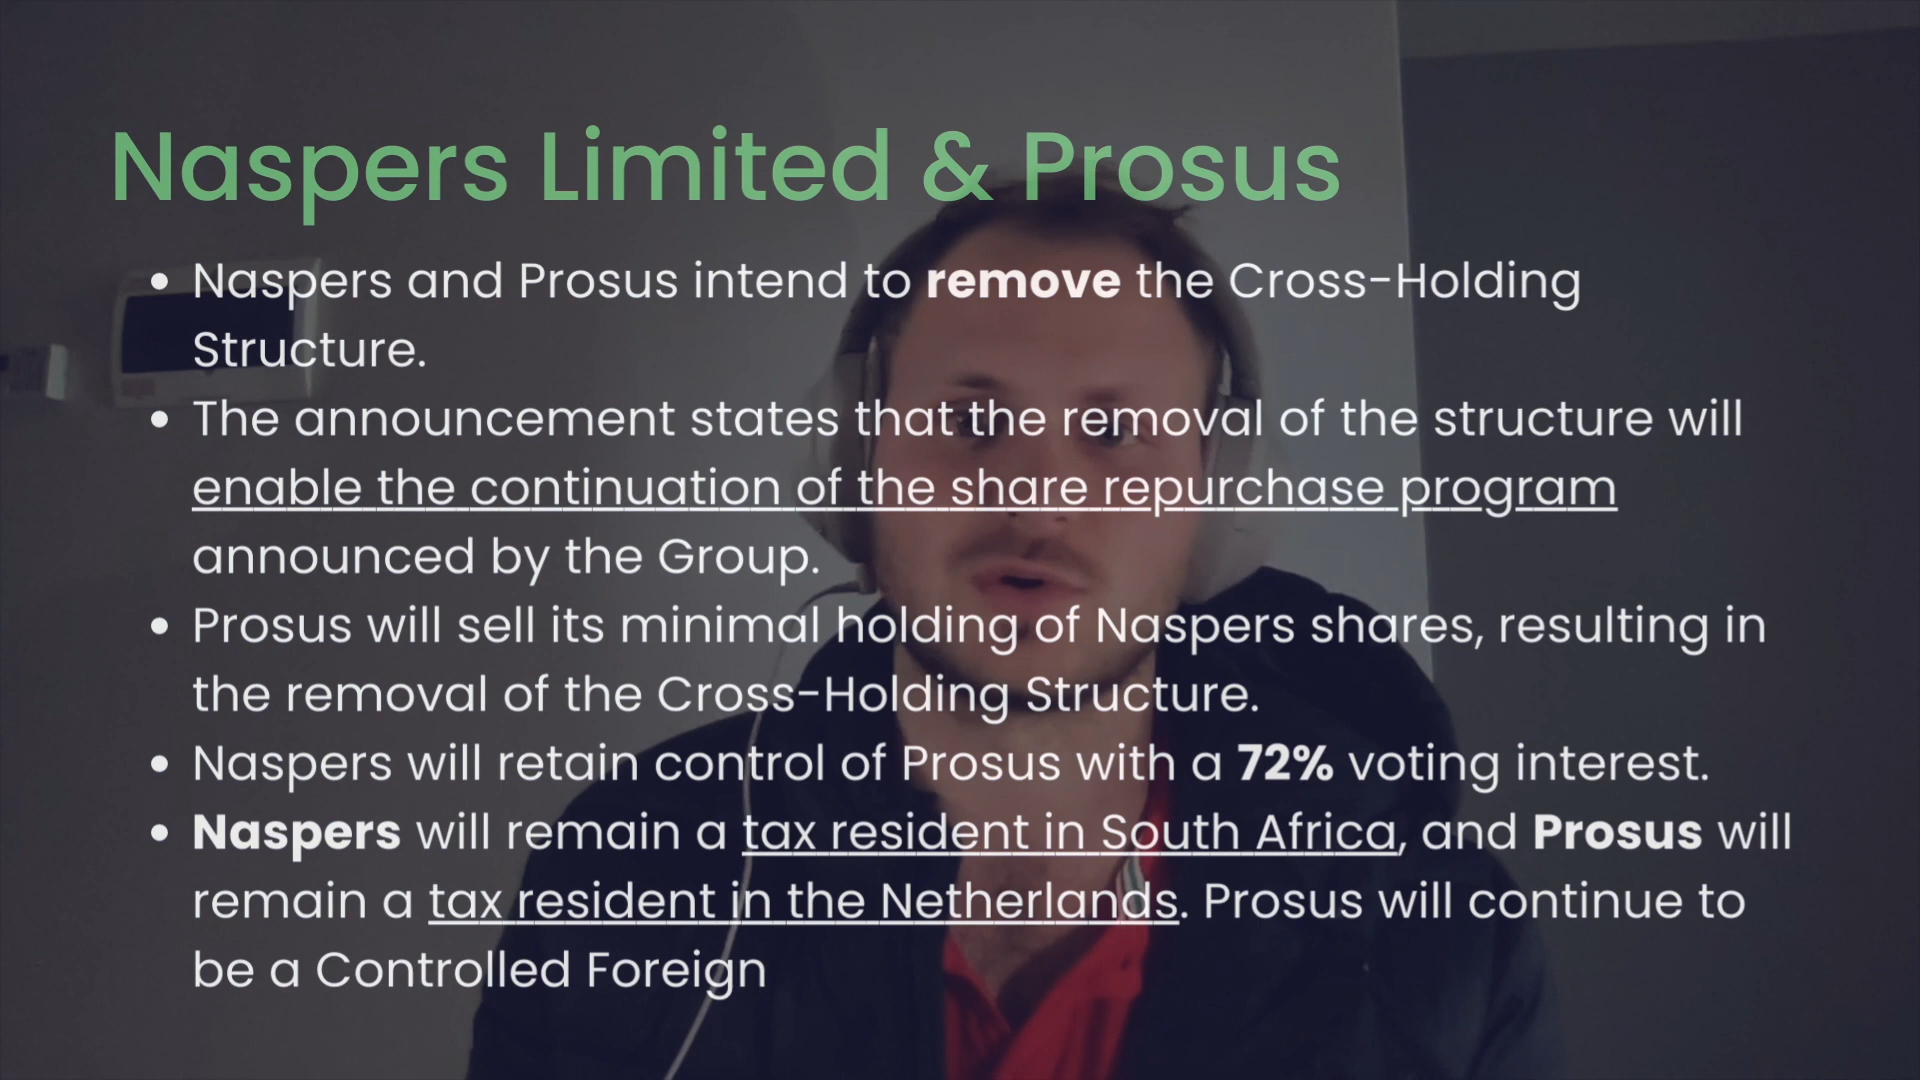 Naspers Limited & Prosus
Naspers and Prosus intend to remove the Cross-Holding
Structure.
The announcement states that the removal of the structure will
enable the continuation of the share repurchase program
announced by the Group.
Prosus will sell its minimal holding of Naspers shares, resulting in
the removal of the Cross-Holding Structure.
Naspers will retain control of Prosus with a 72% voting interest.
Naspers will remain a tax resident in South Africa, and Prosus will
remain a tax resident in the Netherlands. Prosus will continue to
be a Controlled Foreign